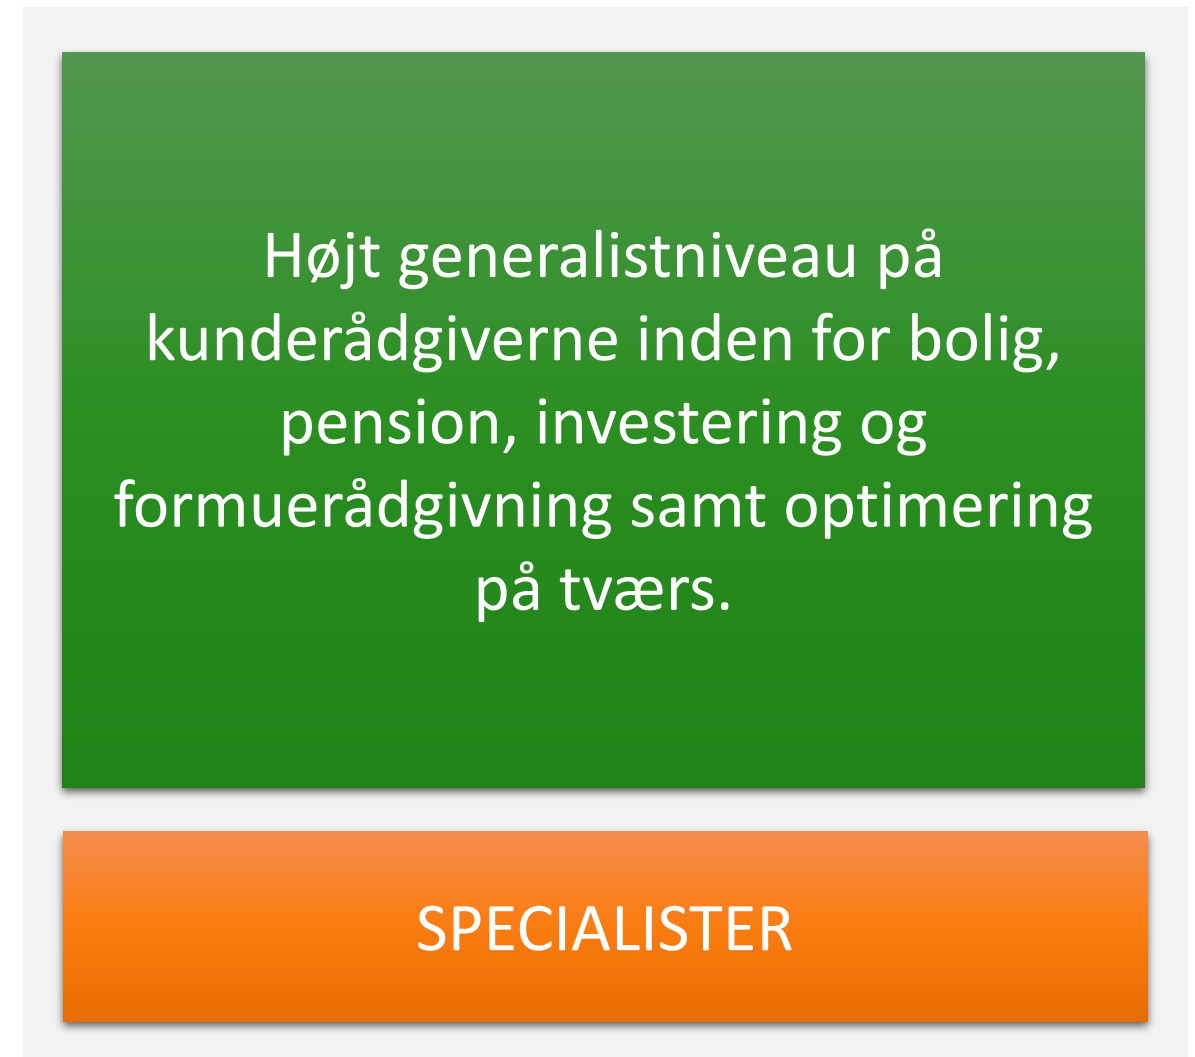 Højt generalistniveau på
kunderådgiverne inden for bolig,
pension, investering og
formuerådgivning samt optimering
på tværs.
SPECIALISTER